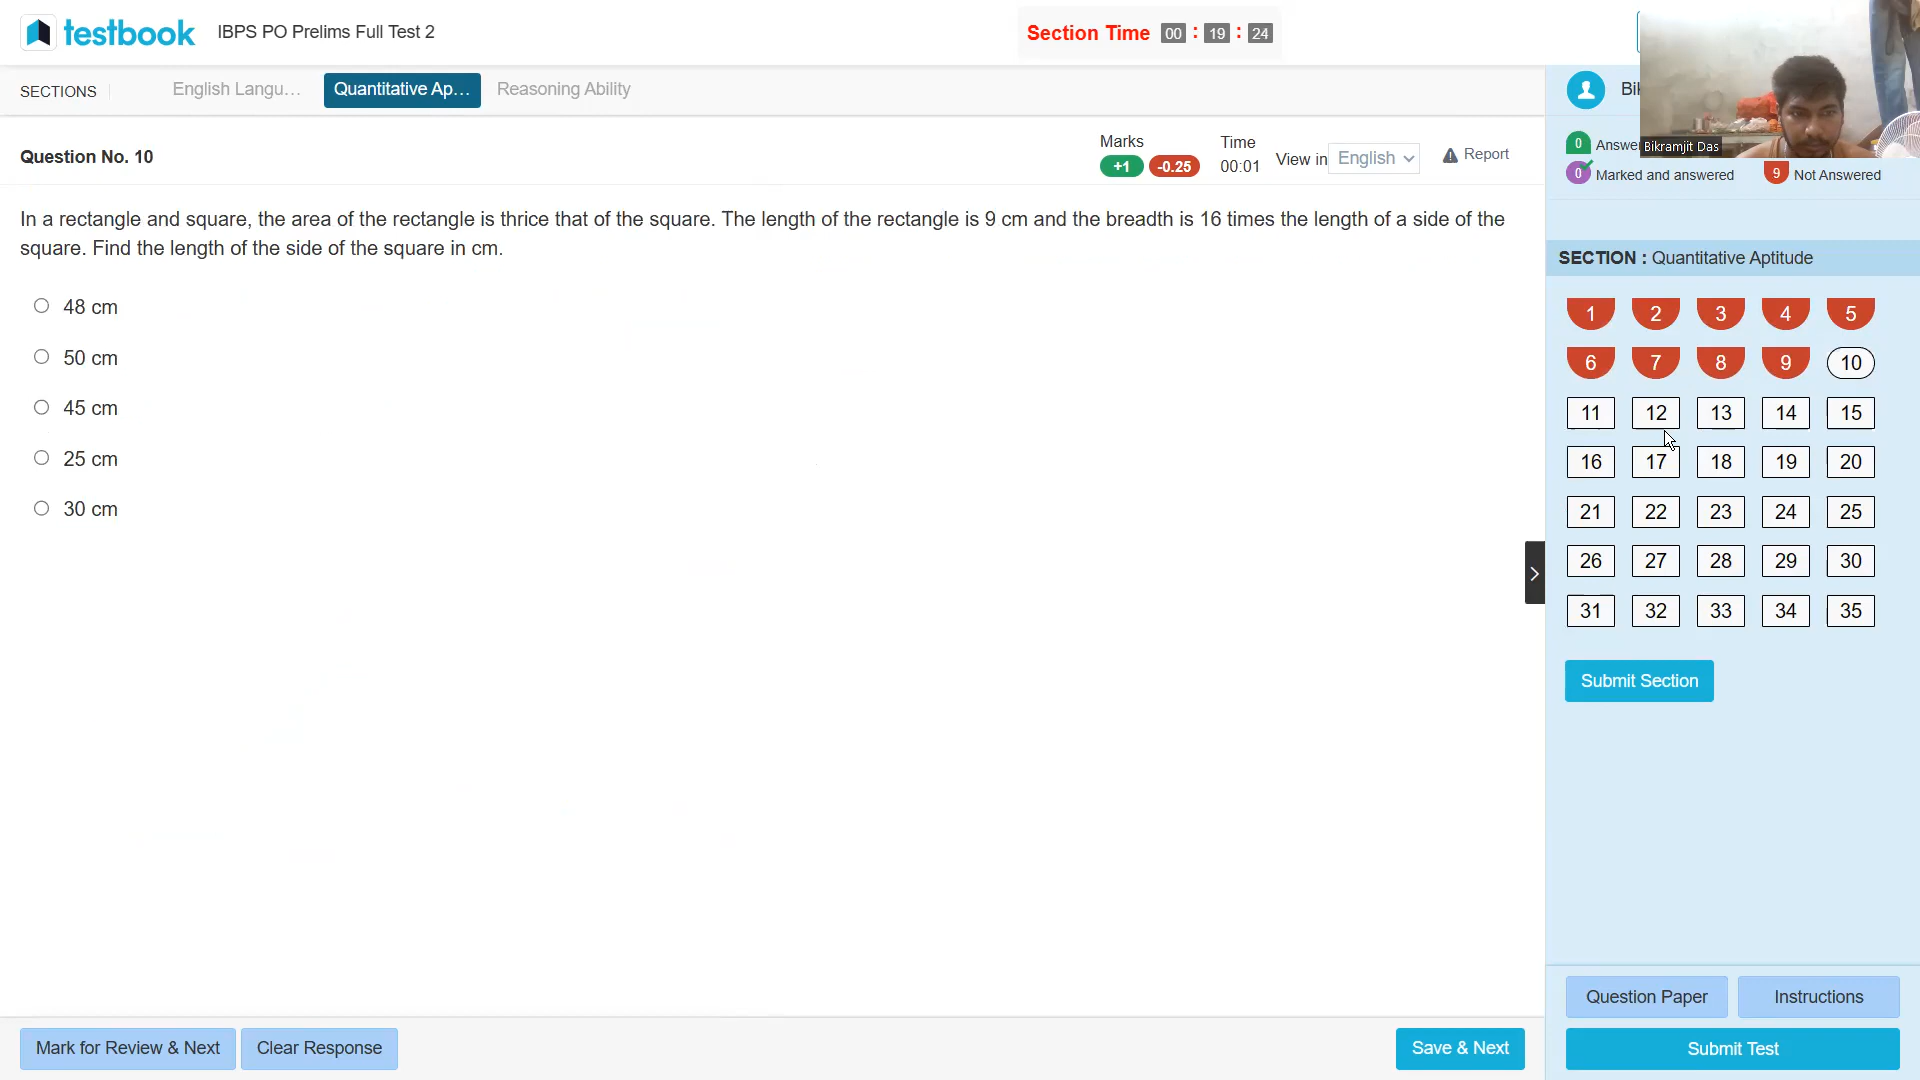 testbook
IBPS PO Prelims Full Test 2
Section Time 00 : 19 : 24
SECTIONS
English Langu...
Quantitative Ap...
Reasoning Ability
Bikramjit Das
0 Answe
0 Marked and answered
9 Not Answered
Question No. 10
Marks
+1 -0.25
Time
00:01
View in English
Report
In a rectangle and square, the area of the rectangle is thrice that of the square. The length of the rectangle is 9 cm and the breadth is 16 times the length of a side of the
square. Find the length of the side of the square in cm.
48 cm
50 cm
45 cm
25 cm
30 cm
SECTION : Quantitative Aptitude
1 2 3 4 5
6 7 8 9 10
11 12 13 14 15
16 17 18 19 20
21 22 23 24 25
26 27 28 29 30
31 32 33 34 35
Submit Section
Question Paper
Instructions
Mark for Review & Next
Clear Response
Save & Next
Submit Test